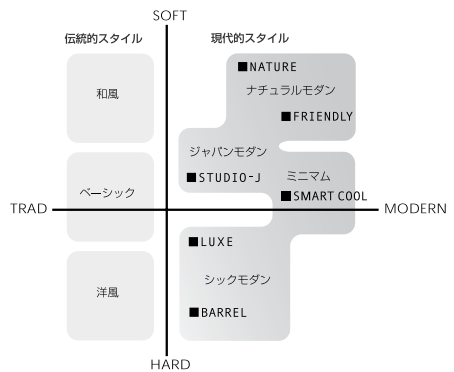 SOFT
伝統的スタイル
現代的スタイル
■NATURE
ナチュラルモダン
和風
■FRIENDLY
ジャパンモダン
■STUDIO-J
ミニマム
ベーシック
■SMART COOL
TRAD
MODERN
■LUXE
シックモダン
洋風
■BARREL
HARD